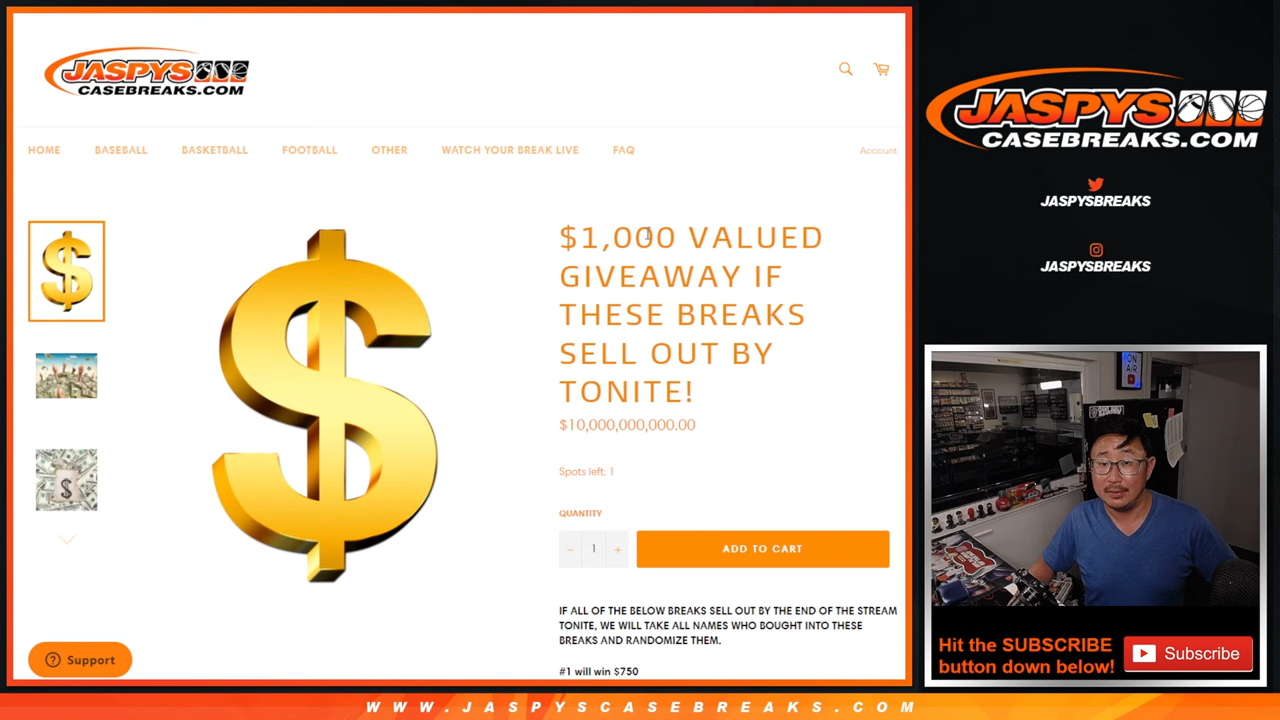 JASPYS
CASEBREAKS.COM
HOME
BASEBALL
BASKETBALL
FOOTBALL
OTHER
WATCH YOUR BREAK LIVE
FAQ
Account
$1,000 VALUED
GIVEAWAY IF
THESE BREAKS
SELL OUT BY
TONITE!
$10,000,000,000.00
Spots left: 1
QUANTITY
− 1 +
ADD TO CART
IF ALL OF THE BELOW BREAKS SELL OUT BY THE END OF THE STREAM
TONITE, WE WILL TAKE ALL NAMES WHO BOUGHT INTO THESE
BREAKS AND RANDOMIZE THEM.
#1 will win $750
Support
JASPYS
CASEBREAKS.COM
JASPYSBREAKS
JASPYSBREAKS
ON
AIR
Hit the SUBSCRIBE
button down below!
Subscribe
WWW.JASPYSCASEBREAKS.COM